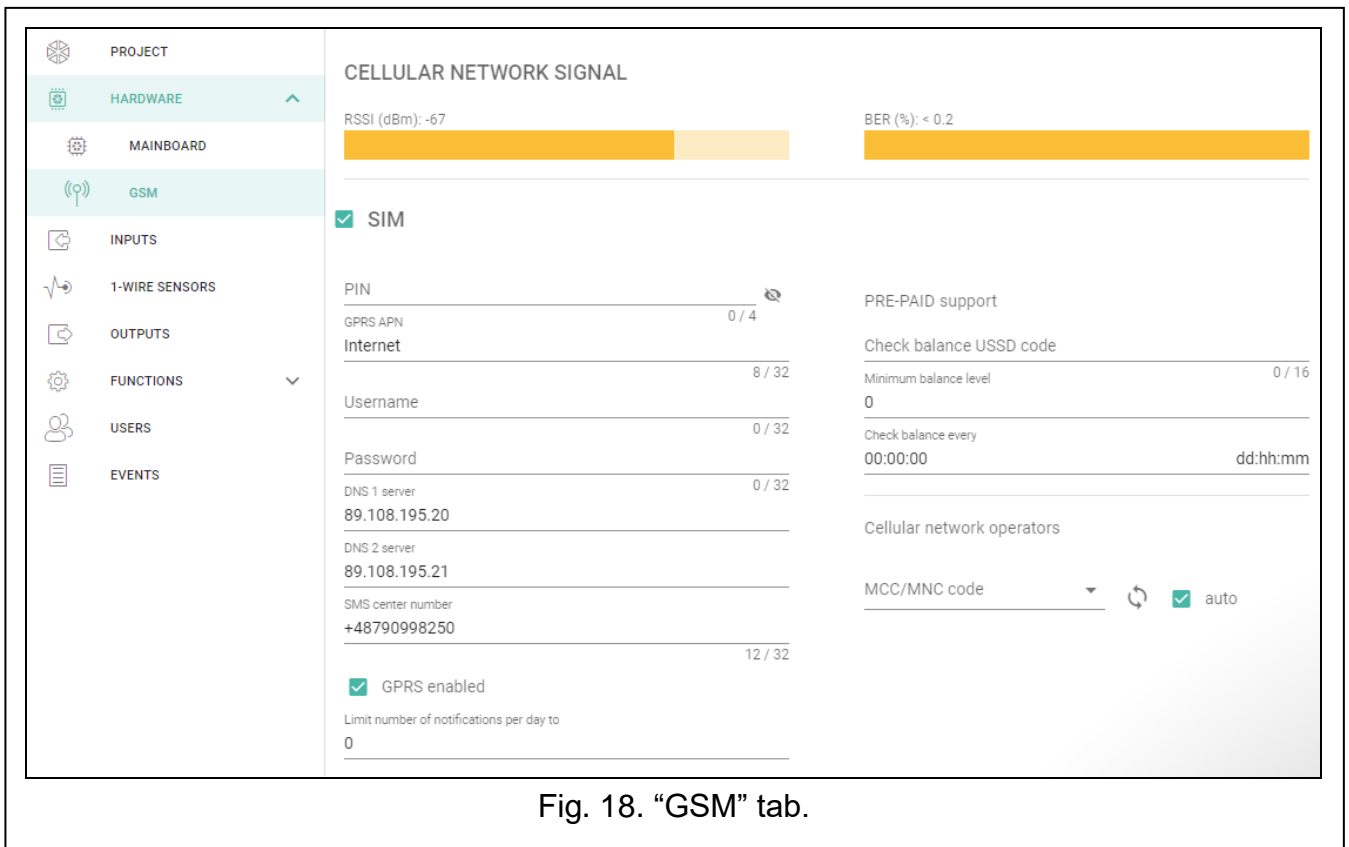 PROJECT
HARDWARE
MAINBOARD
GSM
INPUTS
1-WIRE SENSORS
OUTPUTS
FUNCTIONS
USERS
EVENTS
CELLULAR NETWORK SIGNAL
RSSI (dBm): -67
BER (%): < 0.2
SIM
PIN
0 / 4
GPRS APN
Internet
8 / 32
Username
0 / 32
Password
0 / 32
DNS 1 server
89.108.195.20
DNS 2 server
89.108.195.21
SMS center number
+48790998250
12 / 32
GPRS enabled
Limit number of notifications per day to
0
PRE-PAID support
Check balance USSD code
0 / 16
Minimum balance level
0
Check balance every
00:00:00 dd:hh:mm
Cellular network operators
MCC/MNC code auto
Fig. 18. “GSM” tab.